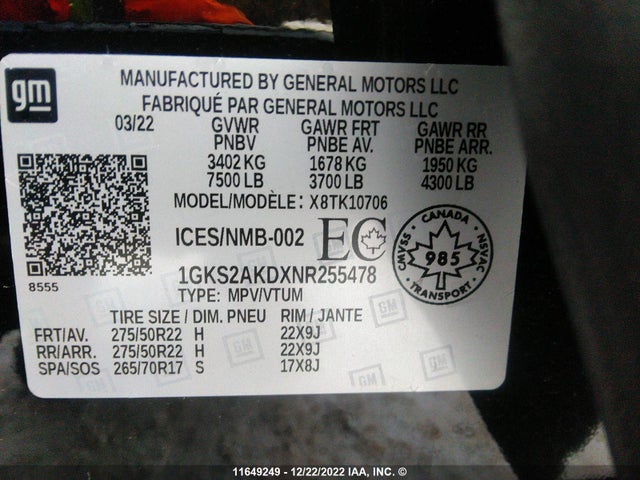 gm
MANUFACTURED BY GENERAL MOTORS LLC
FABRIQUÉ PAR GENERAL MOTORS LLC
03/22 GVWR GAWR FRT GAWR RR
PNBV PNBE AV. PNBE ARR.
3402 KG 1678 KG 1950 KG
7500 LB 3700 LB 4300 LB
MODEL/MODÈLE: X8TK10706
ICES/NMB-002 EC
CANADA
CMVSS 985 NSVAC
TRANSPORT
8555
1GKS2AKDXNR255478
TYPE: MPV/VTUM
TIRE SIZE / DIM. PNEU RIM / JANTE
FRT/AV. 275/50R22 H 22X9J
RR/ARR. 275/50R22 H 22X9J
SPA/SOS 265/70R17 S 17X8J
GM
GM
GM
11649249 - 12/22/2022 IAA, INC. ©